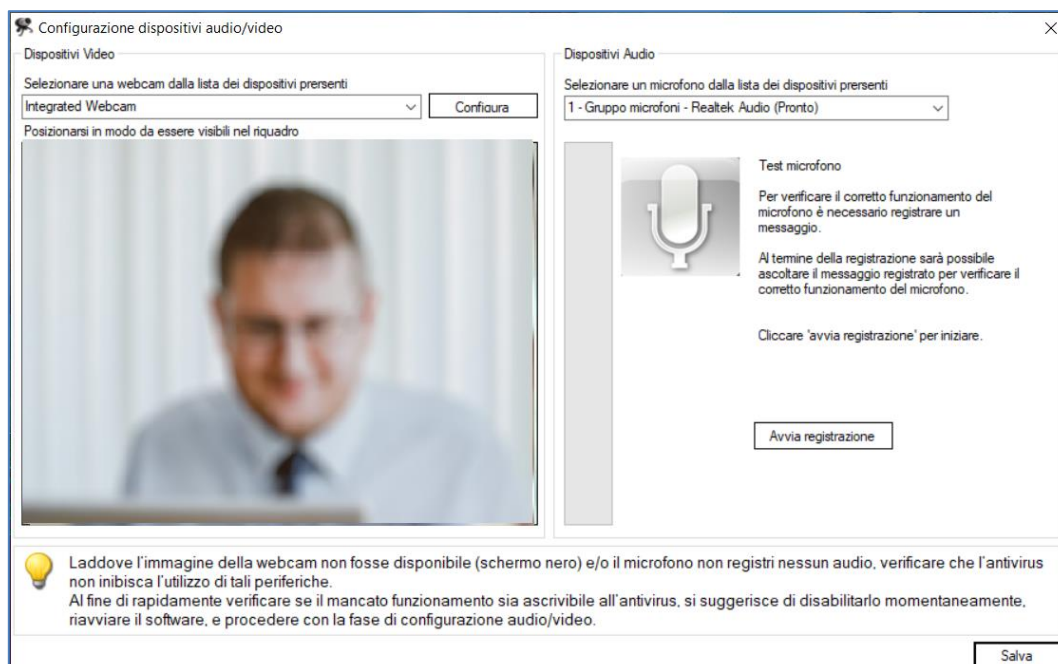 Configurazione dispositivi audio/video
Dispositivi Video
Selezionare una webcam dalla lista dei dispositivi prersenti
Integrated Webcam
Configura
Posizionarsi in modo da essere visibili nel riquadro
Dispositivi Audio
Selezionare un microfono dalla lista dei dispositivi prersenti
1 - Gruppo microfoni - Realtek Audio (Pronto)
Test microfono
Per verificare il corretto funzionamento del
microfono è necessario registrare un
messaggio.
Al termine della registrazione sarà possibile
ascoltare il messaggio registrato per verificare il
corretto funzionamento del microfono.
Cliccare 'avvia registrazione' per iniziare.
Avvia registrazione
Laddove l'immagine della webcam non fosse disponibile (schermo nero) e/o il microfono non registri nessun audio, verificare che l'antivirus
non inibisca l'utilizzo di tali periferiche.
Al fine di rapidamente verificare se il mancato funzionamento sia ascrivibile all'antivirus, si suggerisce di disabilitarlo momentaneamente,
riavviare il software, e procedere con la fase di configurazione audio/video.
Salva